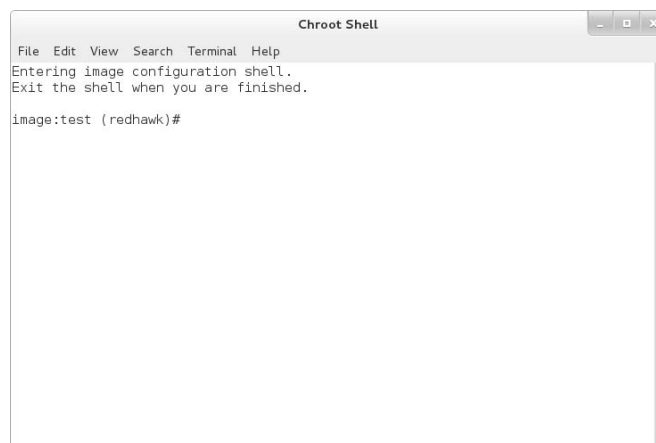 Chroot Shell
File Edit View Search Terminal Help
Entering image configuration shell.
Exit the shell when you are finished.
image:test (redhawk)#